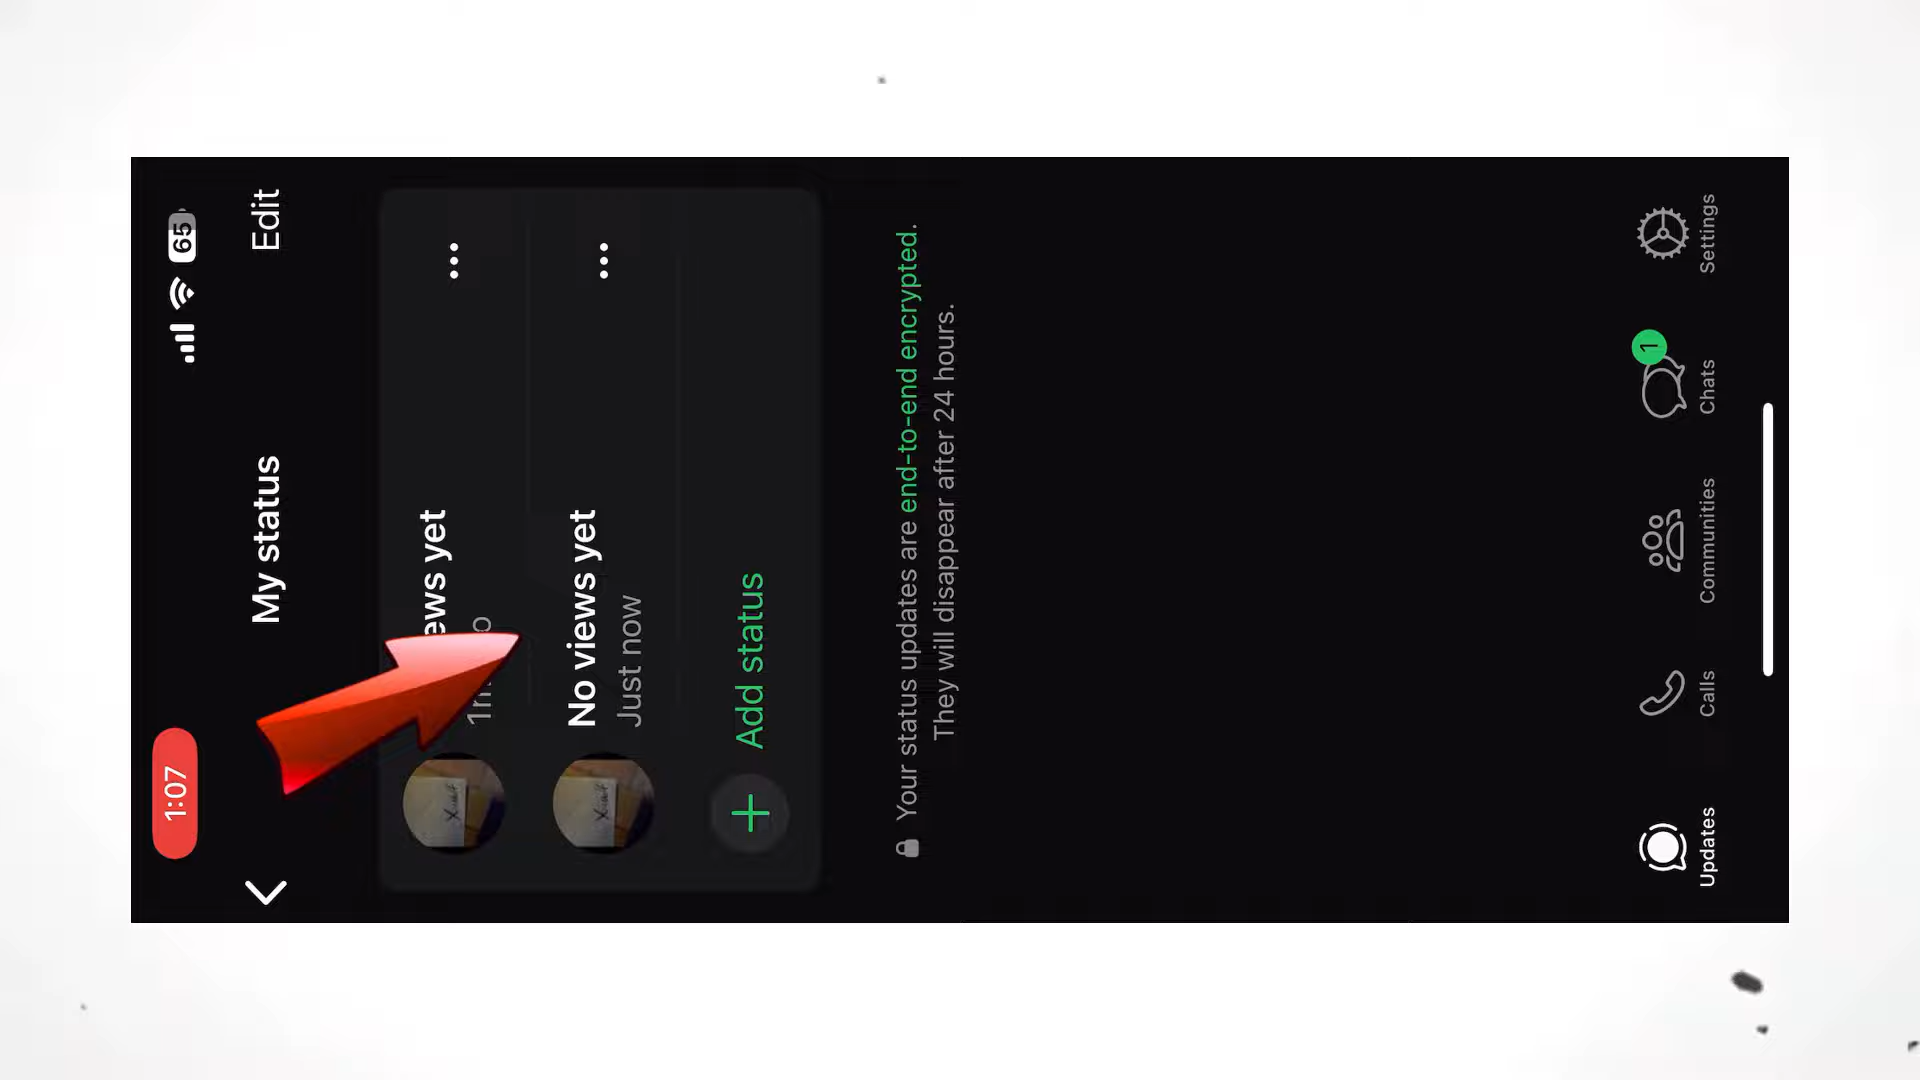 1:07
65
My status
Edit
ews yet
No views yet
Just now
Add status
Your status updates are end-to-end encrypted.
They will disappear after 24 hours.
Updates
Calls
Communities
1
Chats
Settings